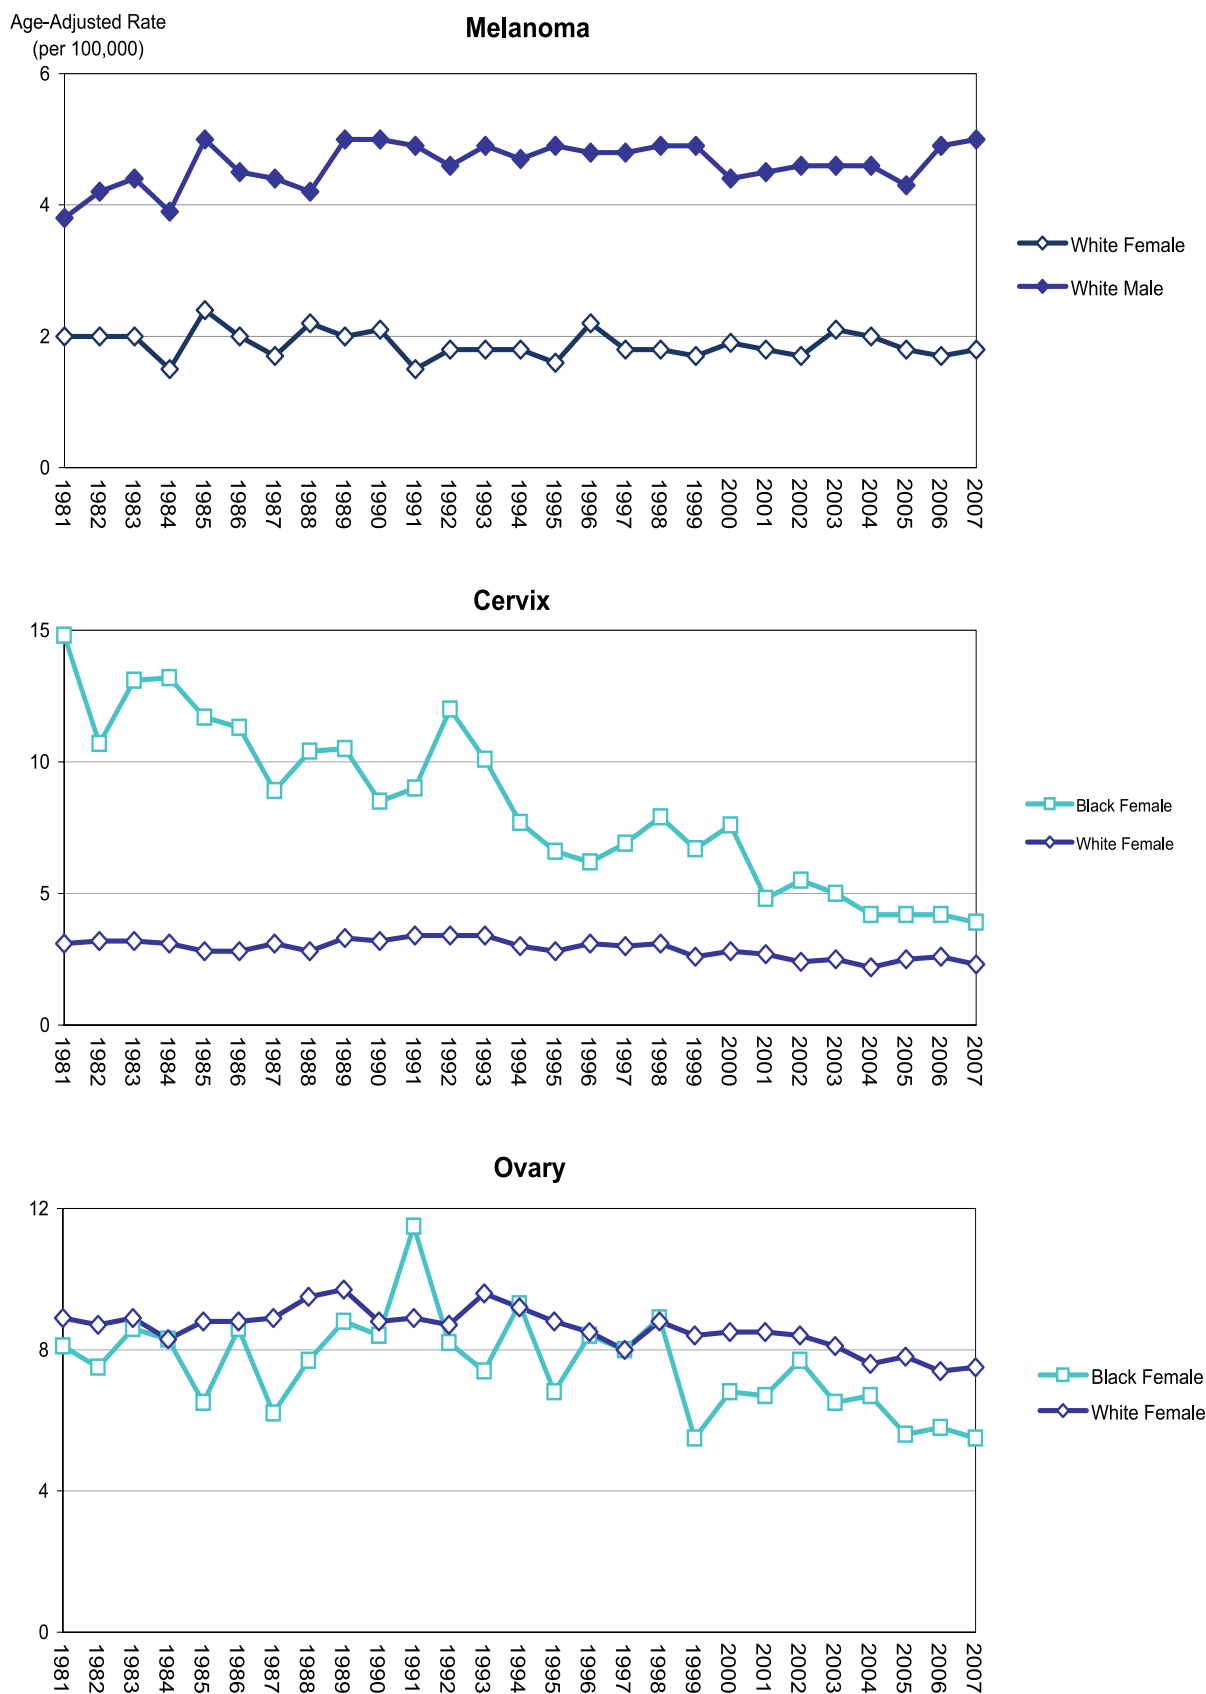 Age-Adjusted Rate
(per 100,000)
Melanoma
6
4
2
0
1981 1982 1983 1984 1985 1986 1987 1988 1989 1990 1991 1992 1993 1994 1995 1996 1997 1998 1999 2000 2001 2002 2003 2004 2005 2006 2007
White Female
White Male
Cervix
15
10
5
0
1981 1982 1983 1984 1985 1986 1987 1988 1989 1990 1991 1992 1993 1994 1995 1996 1997 1998 1999 2000 2001 2002 2003 2004 2005 2006 2007
Black Female
White Female
Ovary
12
8
4
0
1981 1982 1983 1984 1985 1986 1987 1988 1989 1990 1991 1992 1993 1994 1995 1996 1997 1998 1999 2000 2001 2002 2003 2004 2005 2006 2007
Black Female
White Female